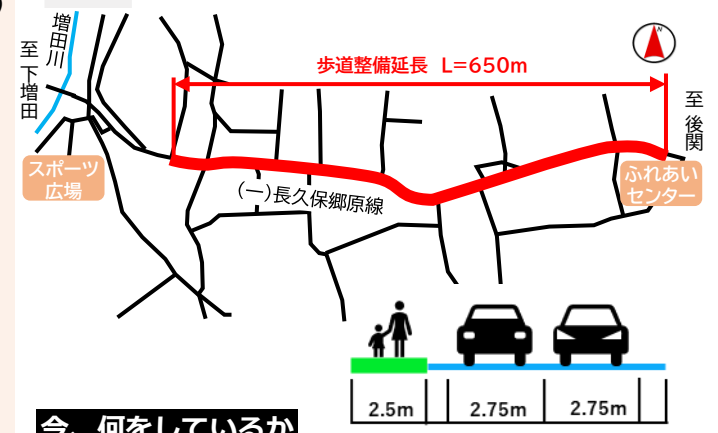 増田川
至 下増田
歩道整備延長 L=650m
N
至 後関
スポーツ
広場
(一)長久保郷原線
ふれあい
センター
2.5m
2.75m
2.75m
今、何をしているか